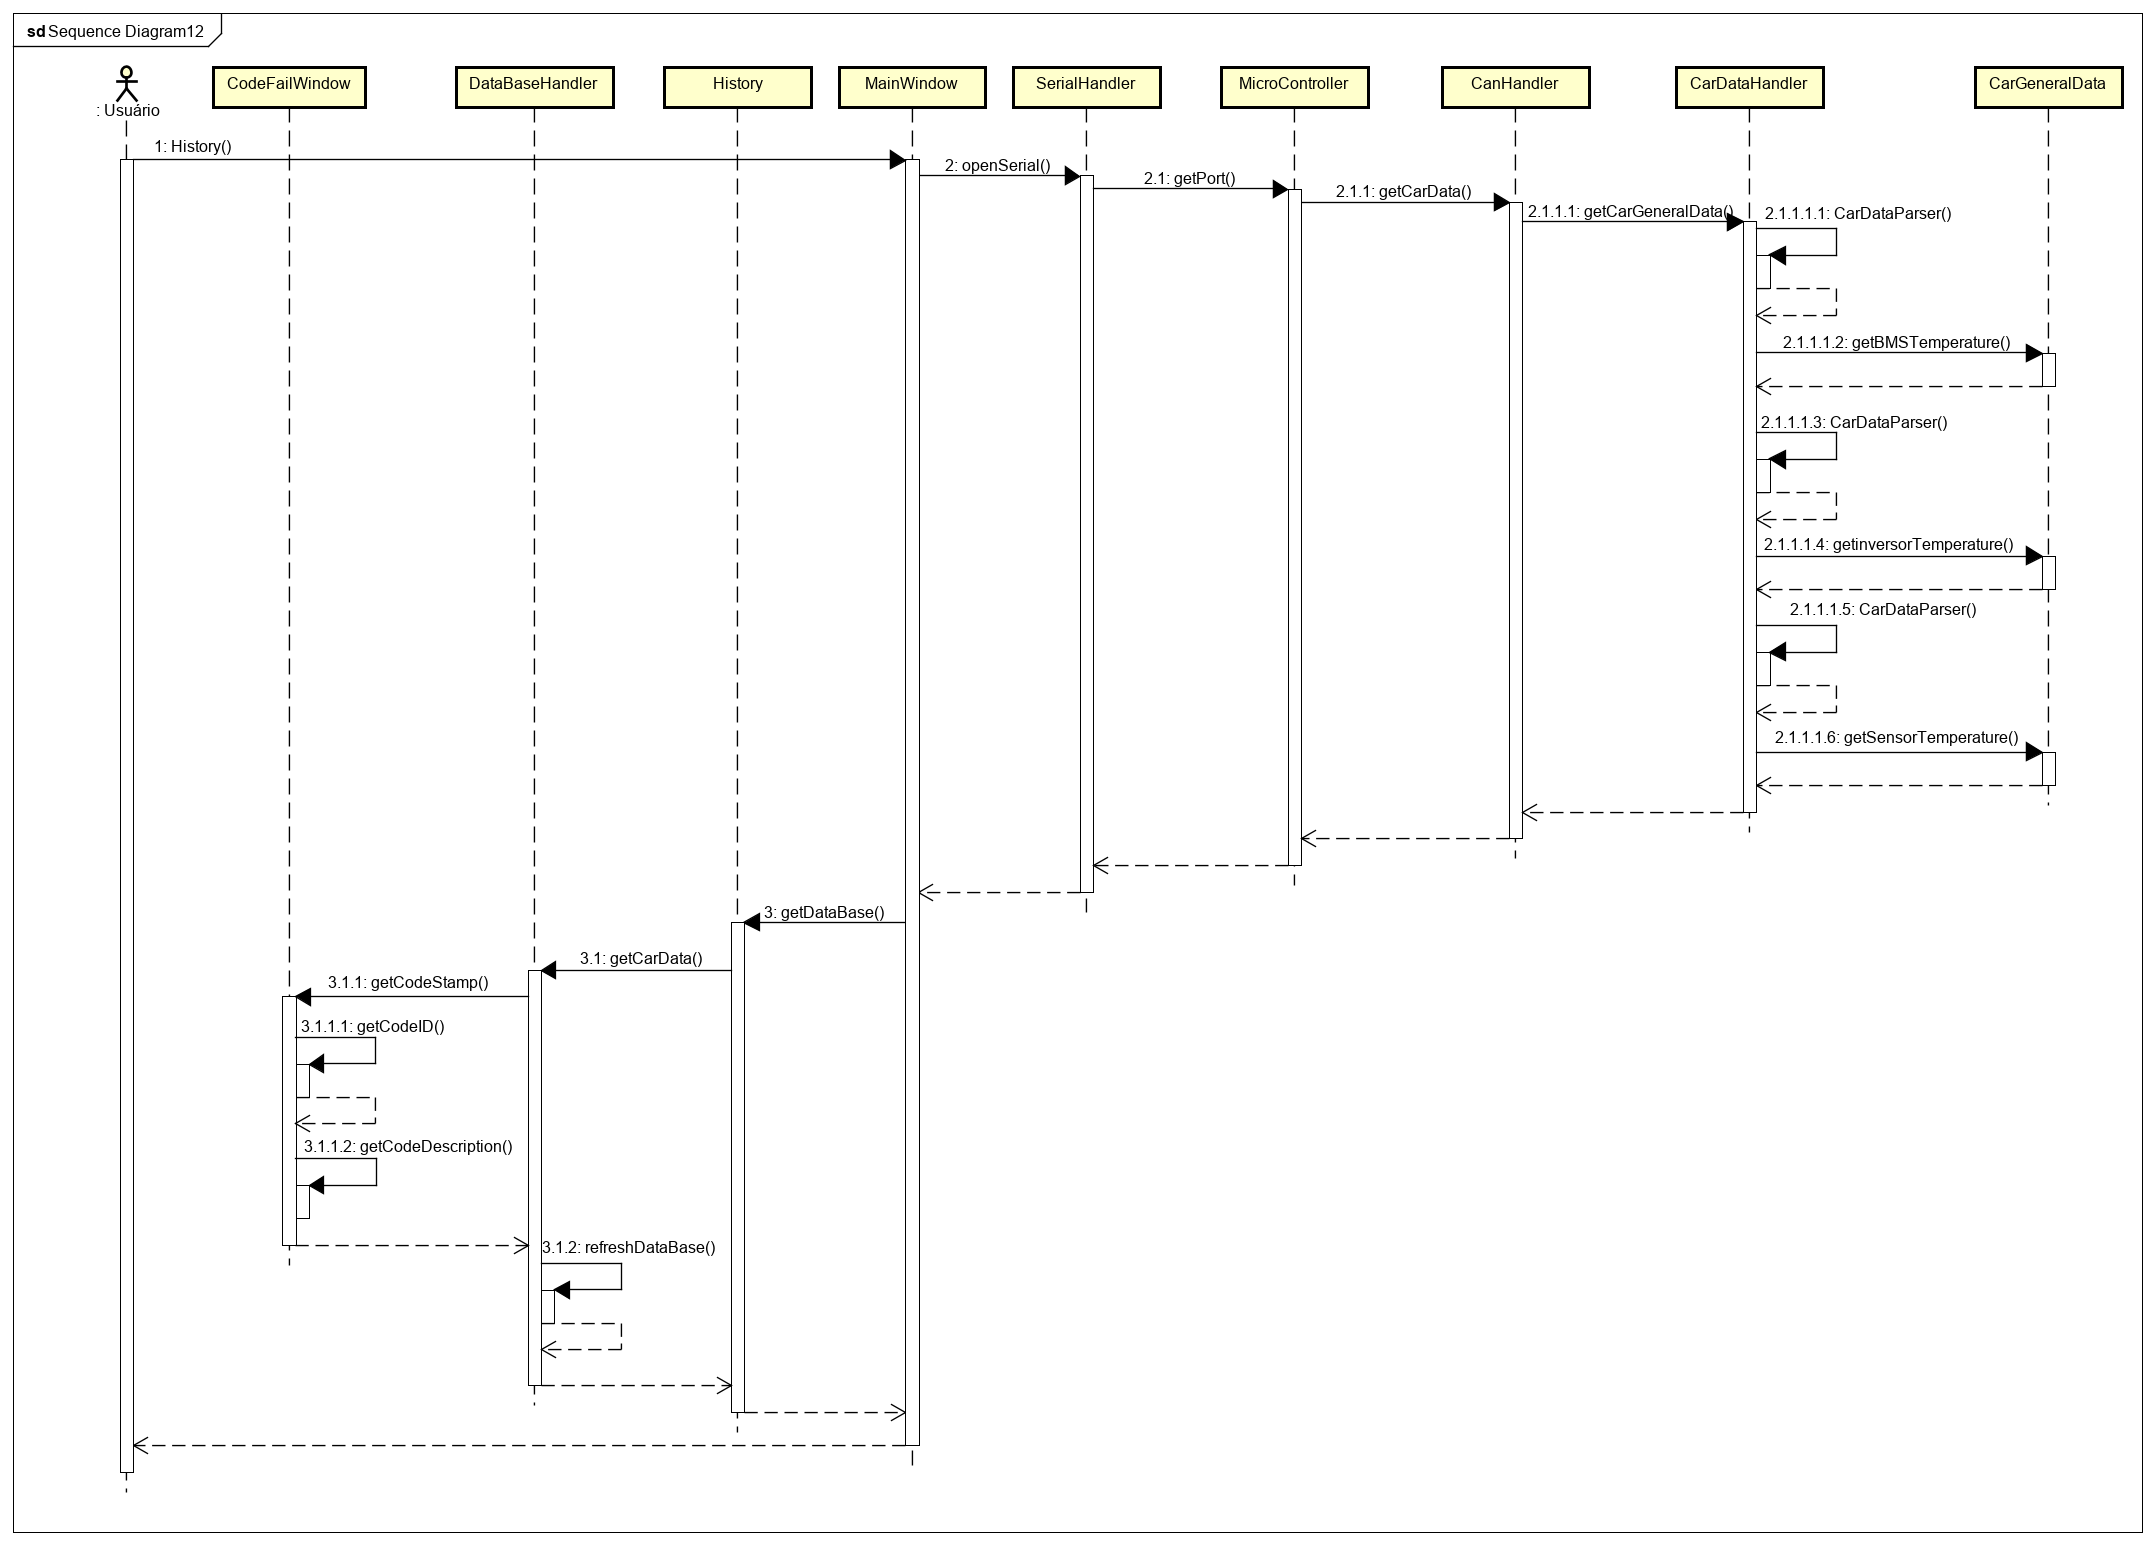 sd Sequence Diagram12
: Usuário
CodeFailWindow
DataBaseHandler
History
MainWindow
SerialHandler
MicroController
CanHandler
CarDataHandler
CarGeneralData
1: History()
2: openSerial()
2.1: getPort()
2.1.1: getCarData()
2.1.1.1: getCarGeneralData()
2.1.1.1.1: CarDataParser()
2.1.1.1.2: getBMSTemperature()
2.1.1.1.3: CarDataParser()
2.1.1.1.4: getinversorTemperature()
2.1.1.1.5: CarDataParser()
2.1.1.1.6: getSensorTemperature()
3: getDataBase()
3.1: getCarData()
3.1.1: getCodeStamp()
3.1.1.1: getCodeID()
3.1.1.2: getCodeDescription()
3.1.2: refreshDataBase()